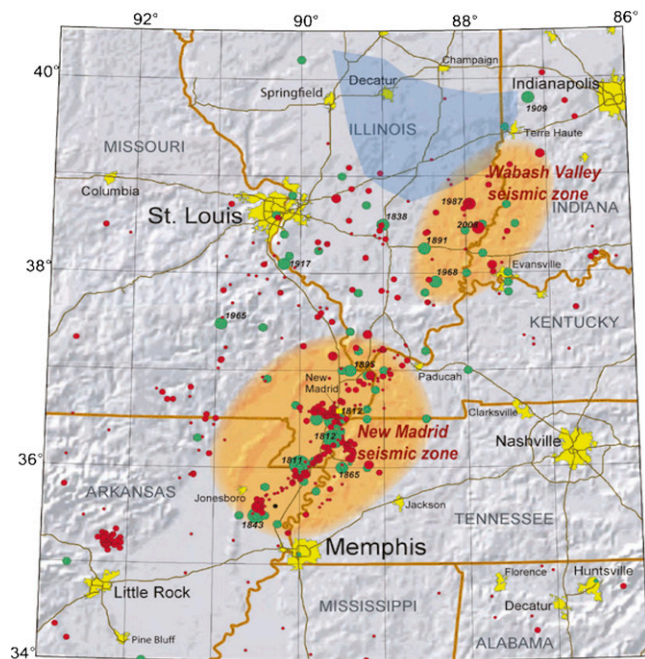 92°
90°
88°
86°
40°
Champaign
Decatur
Indianapolis
Springfield
1909
ILLINOIS
Terre Haute
MISSOURI
Wabash Valley
seismic zone
Columbia
1987
INDIANA
St. Louis
1838
2008
1891
38°
1917
Evansville
1968
1965
KENTUCKY
1895
New
Madrid
Paducah
1812
Clarksville
1812
New Madrid
seismic zone
Nashville
36°
1811
1865
ARKANSAS
Jonesboro
Jackson
1843
TENNESSEE
Memphis
Florence
Huntsville
Little Rock
MISSISSIPPI
Decatur
Pine Bluff
ALABAMA
34°